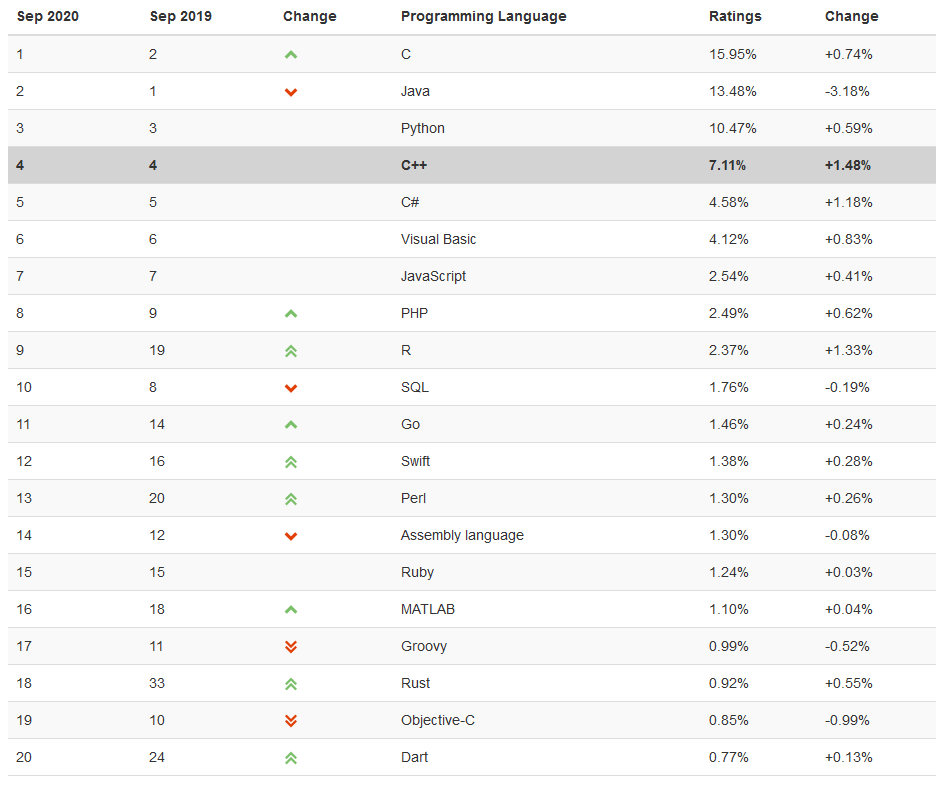 Sep 2020 Sep 2019 Change Programming Language Ratings Change
1 2 C 15.95% +0.74%
2 1 Java 13.48% -3.18%
3 3 Python 10.47% +0.59%
4 4 C++ 7.11% +1.48%
5 5 C# 4.58% +1.18%
6 6 Visual Basic 4.12% +0.83%
7 7 JavaScript 2.54% +0.41%
8 9 PHP 2.49% +0.62%
9 19 R 2.37% +1.33%
10 8 SQL 1.76% -0.19%
11 14 Go 1.46% +0.24%
12 16 Swift 1.38% +0.28%
13 20 Perl 1.30% +0.26%
14 12 Assembly language 1.30% -0.08%
15 15 Ruby 1.24% +0.03%
16 18 MATLAB 1.10% +0.04%
17 11 Groovy 0.99% -0.52%
18 33 Rust 0.92% +0.55%
19 10 Objective-C 0.85% -0.99%
20 24 Dart 0.77% +0.13%